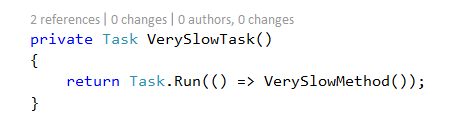 2 references | 0 changes | 0 authors, 0 changes
private Task VerySlowTask()
{
    return Task.Run(() => VerySlowMethod());
}